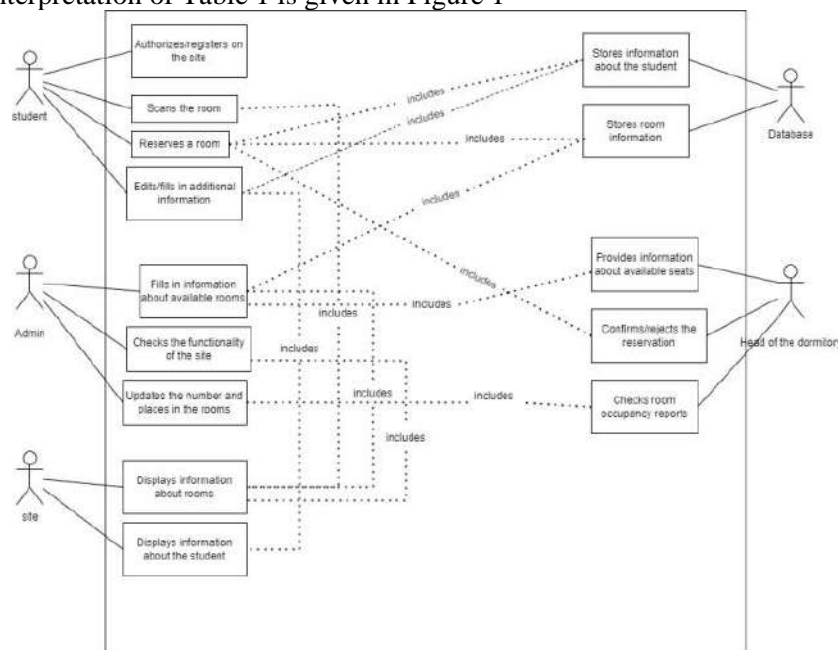 nterpretation of Table 1 is given in Figure 1
Authorizes/registers on
the site
Scans the room
Reserves a room
Edits/fills in additional
information
student
Fills in information
about available rooms
Checks the functionality
of the site
Updates the number and
places in the rooms
Admin
Displays information
about rooms
Displays information
about the student
site
includes
includes
includes
includes
includes
includes
includes
includes
includes
includes
includes
Stores information
about the student
Stores room
information
Database
Provides information
about available seats
Confirms/rejects the
reservation
Checks room
occupancy reports
Head of the dormitory